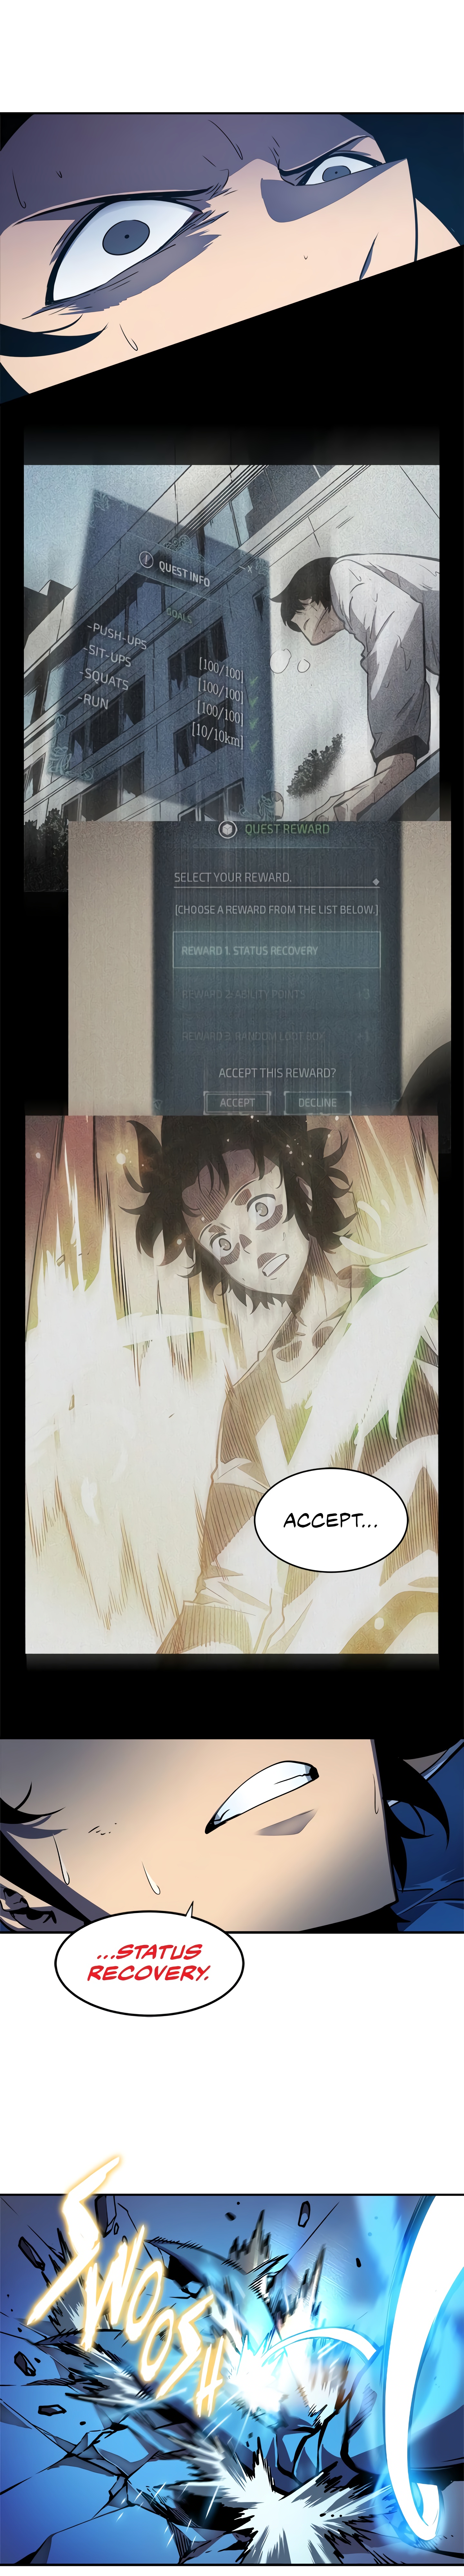 QUEST INFO
GOALS
-PUSH-UPS [100/100]
-SIT-UPS [100/100]
-SQUATS [100/100]
-RUN [10/10km]
QUEST REWARD
SELECT YOUR REWARD.
[CHOOSE A REWARD FROM THE LIST BELOW.]
REWARD 1. STATUS RECOVERY
REWARD 2. ABILITY POINTS +3
REWARD 3. RANDOM LOOT BOX +1
ACCEPT THIS REWARD?
ACCEPT DECLINE
ACCEPT...
...STATUS
RECOVERY.
SWOOSH